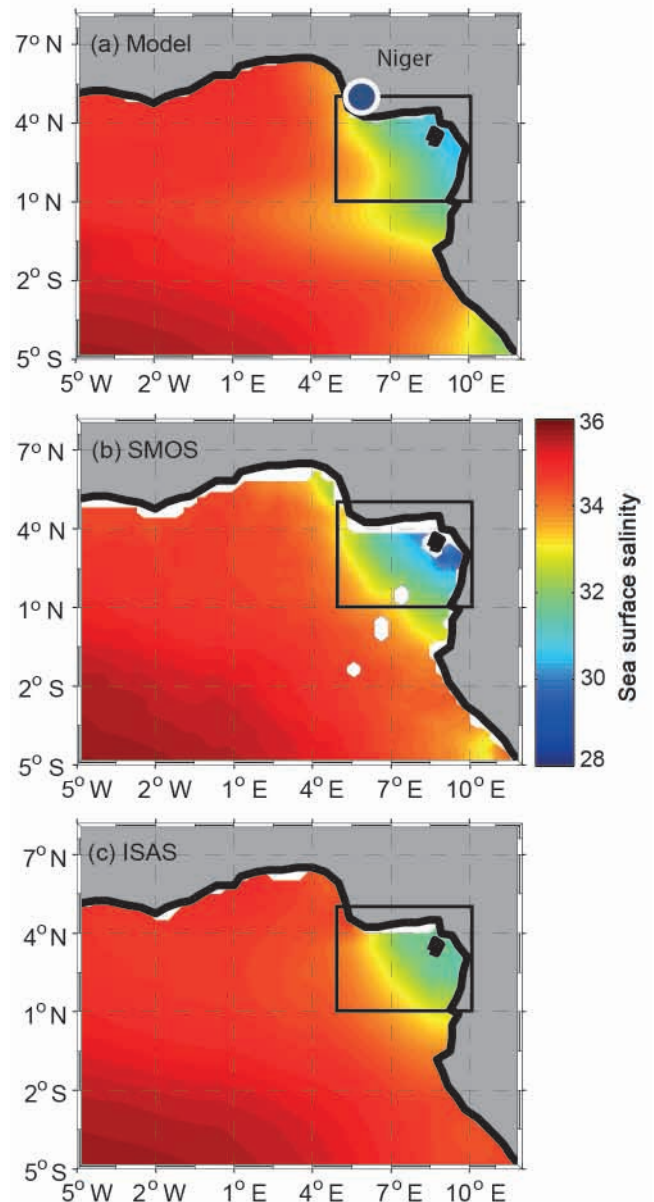 7° N
(a) Model
Niger
4° N
1° N
2° S
5° S
5° W 2° W 1° E 4° E 7° E 10° E
7° N
(b) SMOS
4° N
1° N
2° S
5° S
5° W 2° W 1° E 4° E 7° E 10° E
36
34
32
30
28
Sea surface salinity
7° N
(c) ISAS
4° N
1° N
2° S
5° S
5° W 2° W 1° E 4° E 7° E 10° E